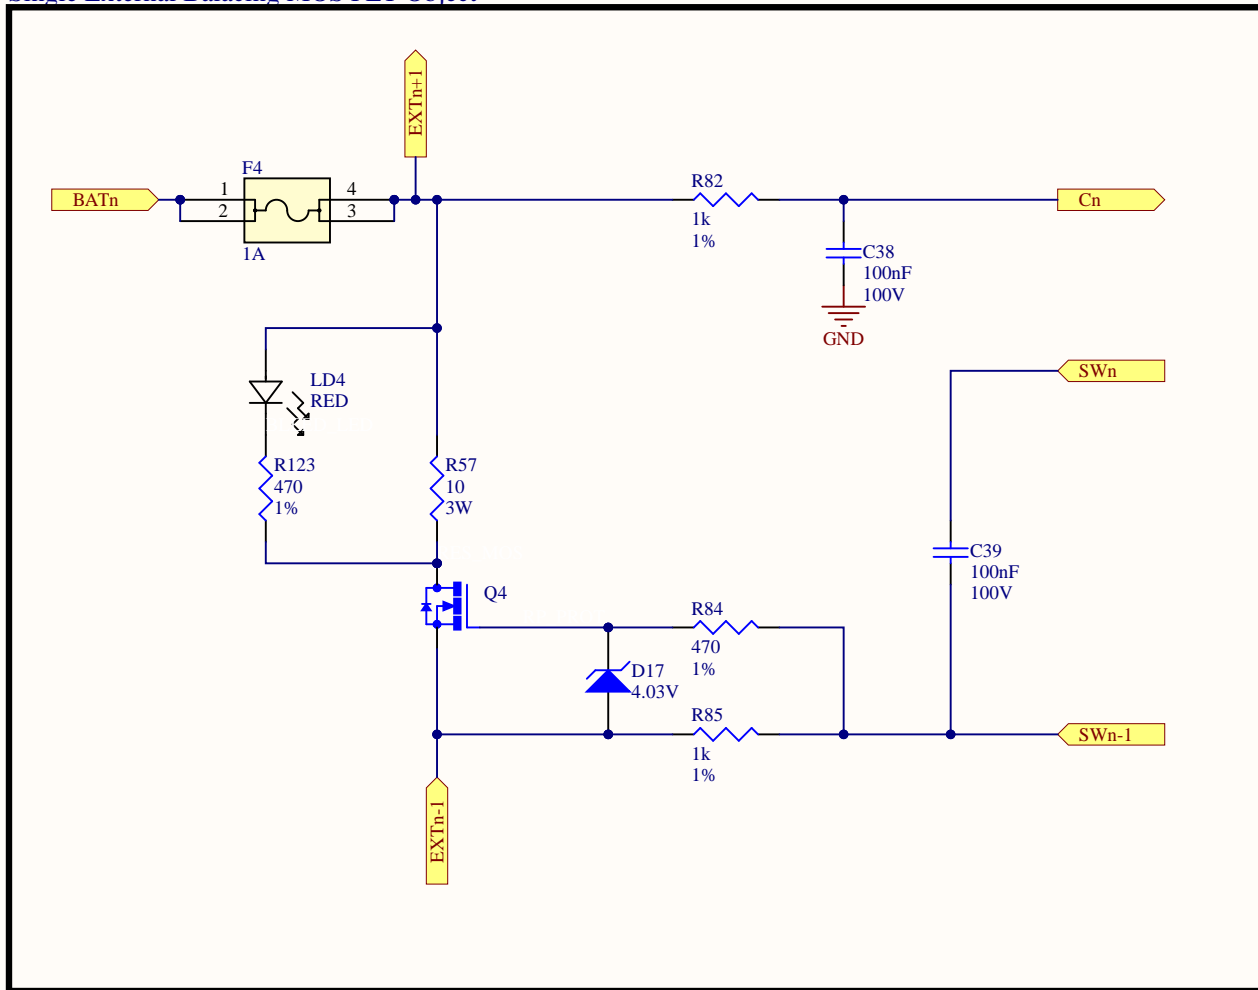 EXTn+1
F4
BATn
1
2
4
3
1A
R82
1k
1%
Cn
C38
100nF
100V
GND
SWn
LD4
RED
R123
470
1%
R57
10
3W
C39
100nF
100V
Q4
R84
470
1%
D17
4.03V
R85
1k
1%
SWn-1
EXTn-1